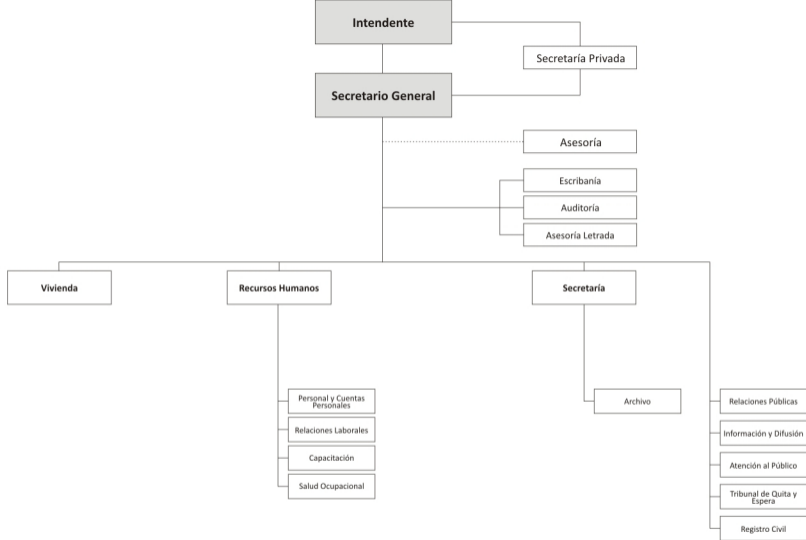 Intendente
Secretaría Privada
Secretario General
Asesoría
Escribanía
Auditoría
Asesoría Letrada
Vivienda
Recursos Humanos
Secretaría
Personal y Cuentas
Personales
Relaciones Laborales
Capacitación
Salud Ocupacional
Archivo
Relaciones Públicas
Información y Difusión
Atención al Público
Tribunal de Quita y
Espera
Registro Civil